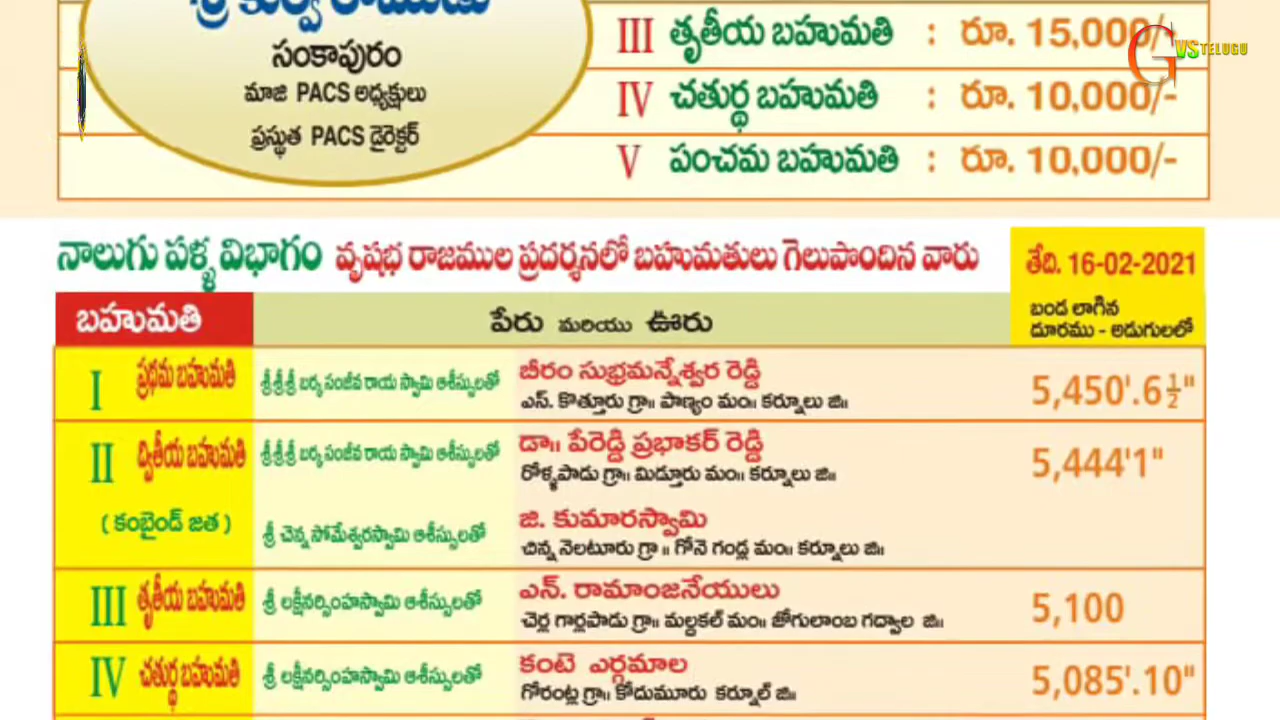 సంకాపురం
మాజి PACS అధ్యక్షులు
ప్రస్థుత PACS డైరెక్టర్
III తృతీయ బహుమతి : రూ. 15,000/-
IV చతుర్థ బహుమతి : రూ. 10,000/-
V పంచమ బహుమతి : రూ. 10,000/-
GVS TELUGU
నాలుగు పళ్ళ విభాగం వృషభ రాజముల ప్రదర్శనలో బహుమతులు గెలుపొందిన వారు
తేది. 16-02-2021
బహుమతి పేరు మరియు ఊరు
బండ లాగిన
దూరము - అడుగులలో
I ప్రథమ బహుమతి శ్రీశ్రీశ్రీ బర్క సంజీవ రాయ స్వామి ఆశీస్సులతో బీరం సుభ్రమన్నేశ్వర రెడ్డి 5,450'.6 1/2"
ఎస్. కొత్తూరు గ్రా॥ పాణ్యం మం॥ కర్నూలు జి॥
II ద్వితీయ బహుమతి శ్రీశ్రీశ్రీ బర్క సంజీవ రాయ స్వామి ఆశీస్సులతో డా॥ పేరెడ్డి ప్రభాకర్ రెడ్డి 5,444'1"
రోళ్ళపాడు గ్రా॥ మిడ్తూరు మం॥ కర్నూలు జి॥
( కంబైండ్ జత ) శ్రీ చెన్న సోమేశ్వరస్వామి ఆశీస్సులతో జి. కుమారస్వామి
చిన్న నెలటూరు గ్రా॥ గోనె గండ్ల మం॥ కర్నూలు జి॥
III తృతీయ బహుమతి శ్రీ లక్ష్మీనర్సింహస్వామి ఆశీస్సులతో ఎన్. రామాంజనేయులు 5,100
చెర్ల గార్లపాడు గ్రా॥ మల్దకల్ మం॥ జోగులాంబ గద్వాల జి॥
IV చతుర్థ బహుమతి శ్రీ లక్ష్మీనర్సింహస్వామి ఆశీస్సులతో కంటె ఎర్గమాల 5,085'.10"
గోరంట్ల గ్రా॥ కోడుమూరు కర్నూల్ జి॥